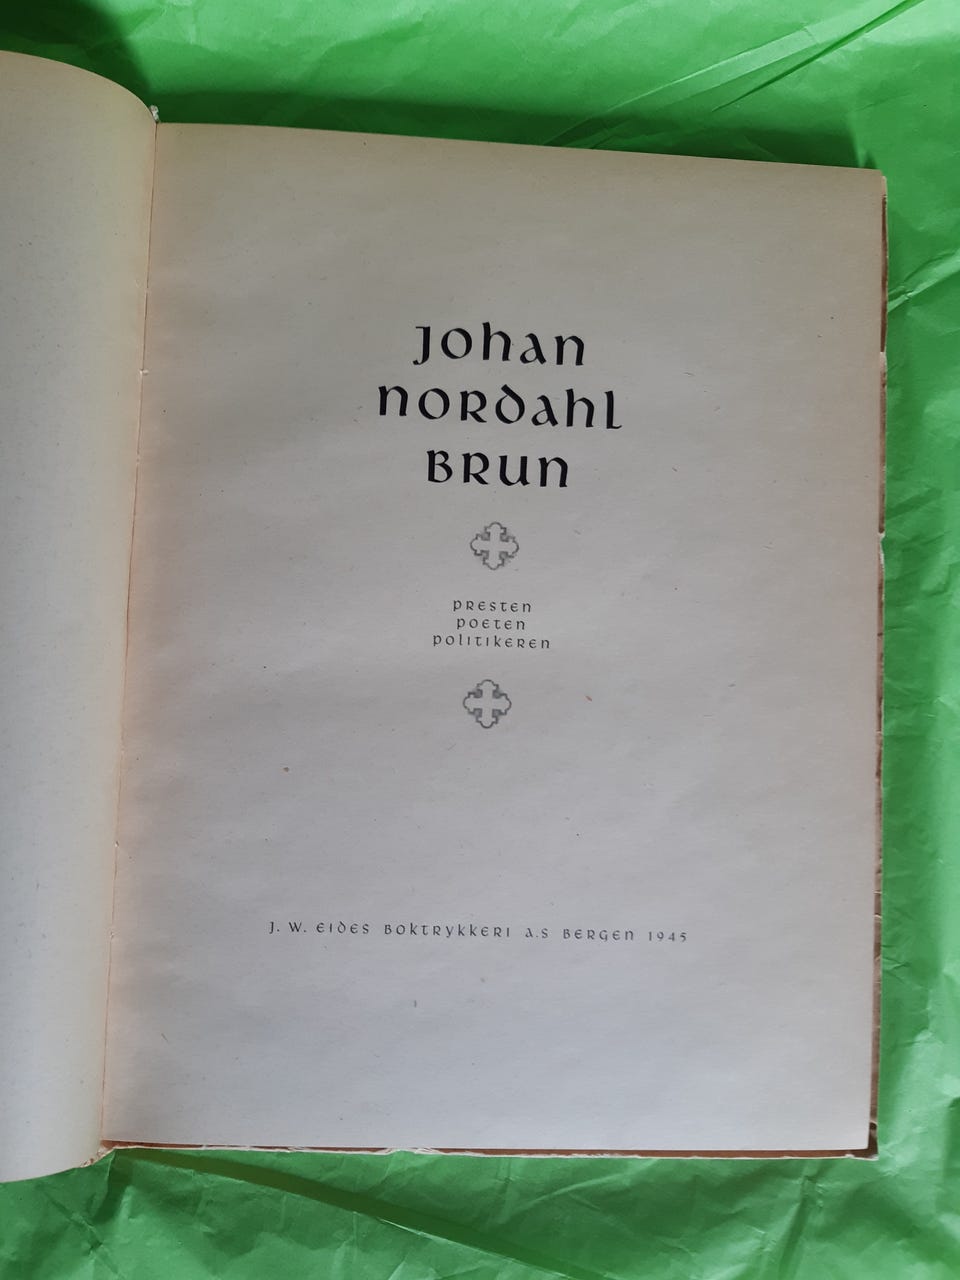 Johan
Nordahl
Brun
Presten
Poeten
Politikeren
J. W. Eides Boktrykkeri A.S Bergen 1945